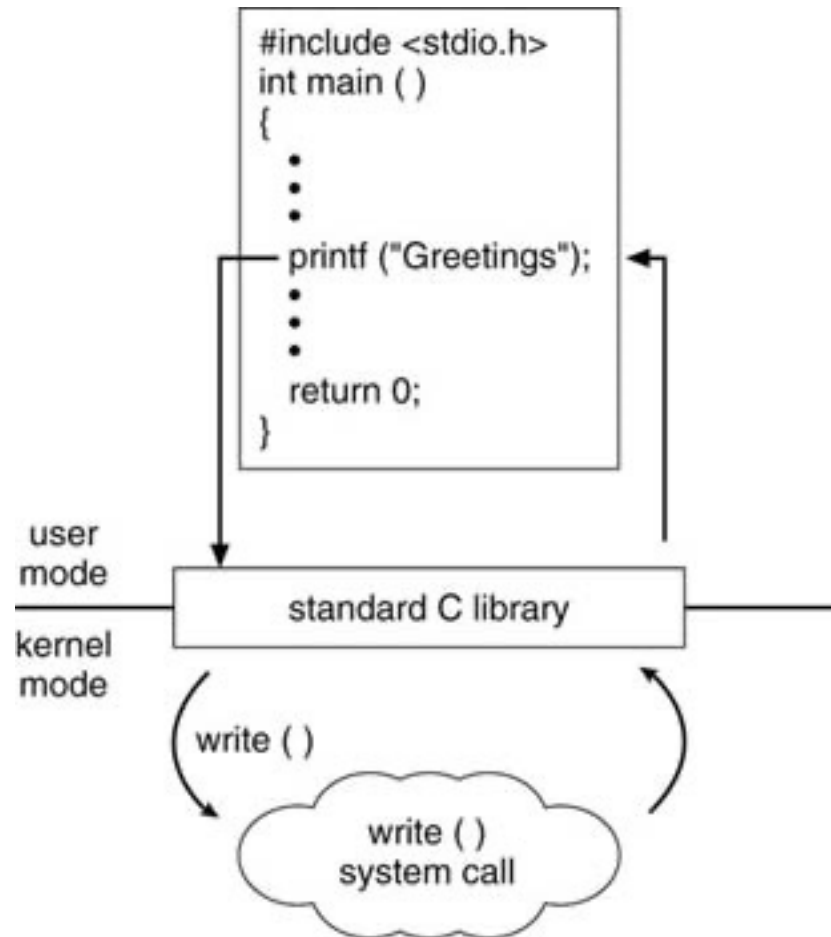 #include <stdio.h>
int main ( )
{
•
•
•
printf ("Greetings");
•
•
•
return 0;
}
user
mode
standard C library
kernel
mode
write ( )
write ( )
system call